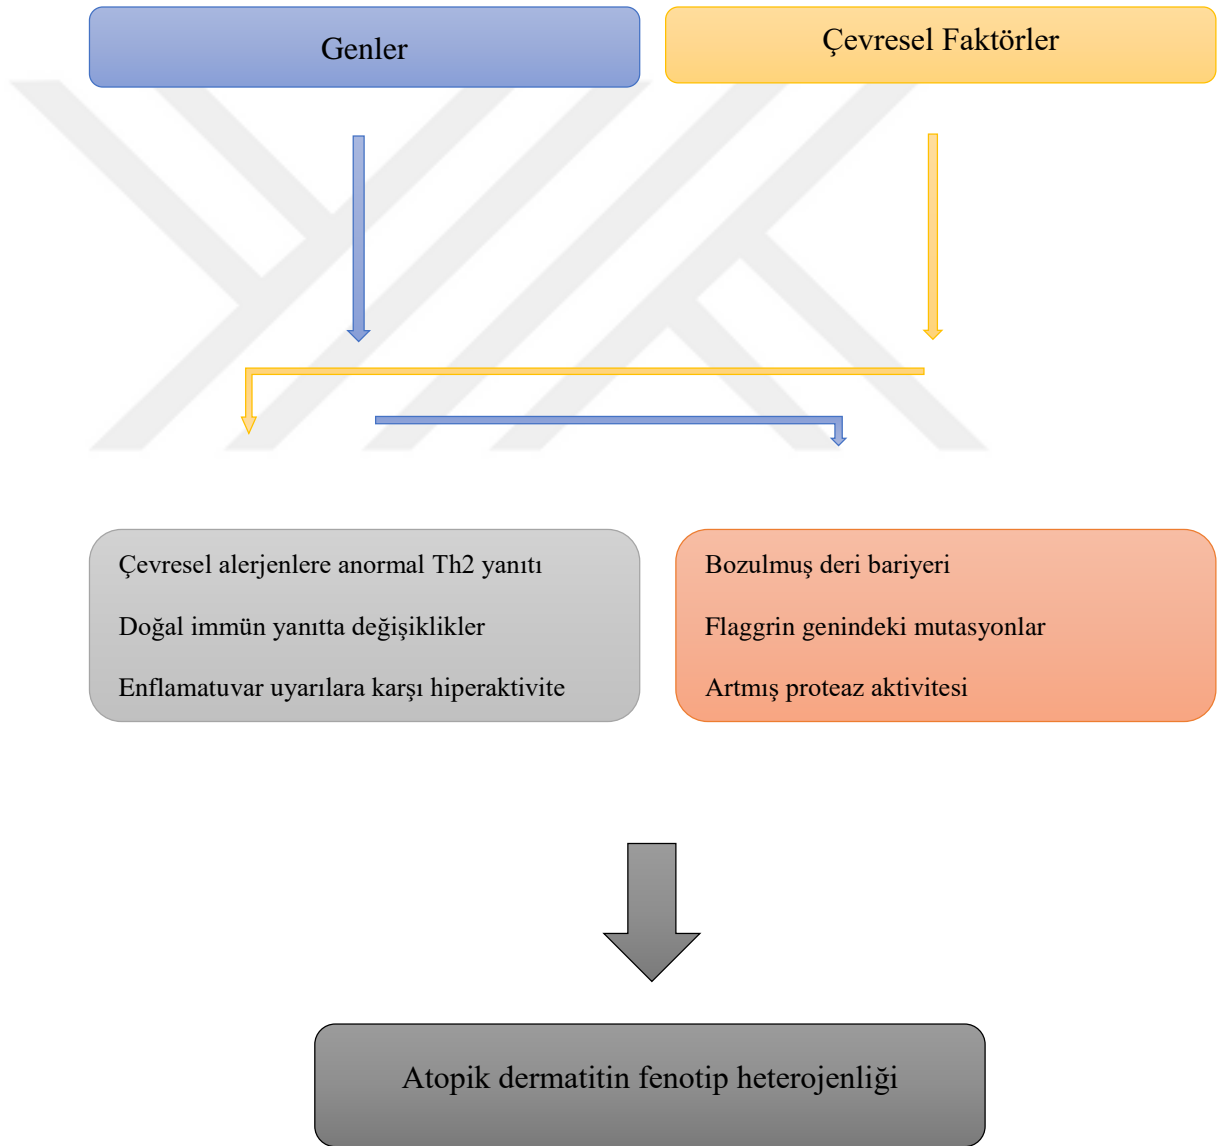 Genler
Çevresel Faktörler
Çevresel alerjenlere anormal Th2 yanıtı
Doğal immün yanıtta değişiklikler
Enflamatuvar uyarılara karşı hiperaktivite
Bozulmuş deri bariyeri
Flaggrin genindeki mutasyonlar
Artmış proteaz aktivitesi
Atopik dermatitin fenotip heterojenliği